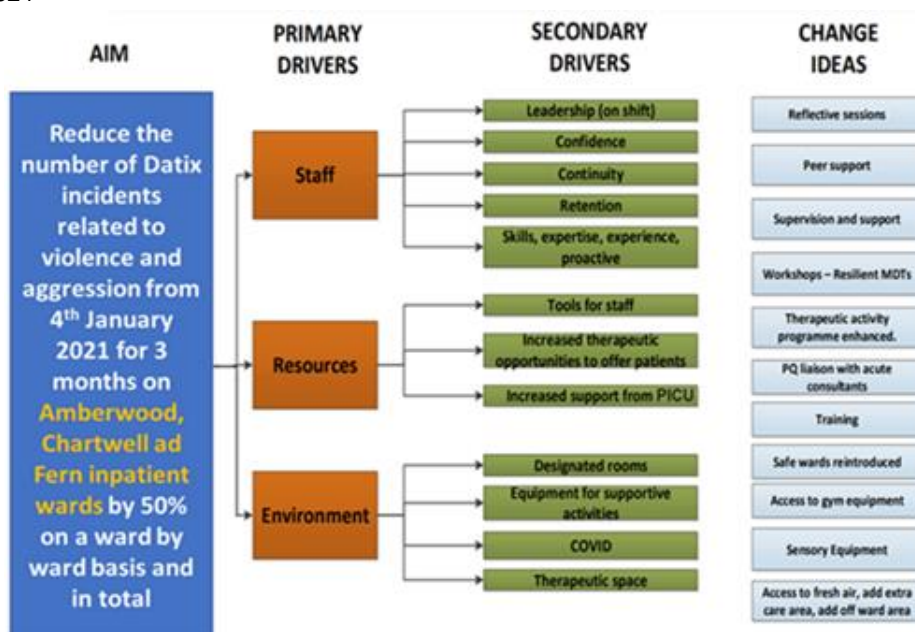 AIM
PRIMARY
DRIVERS
SECONDARY
DRIVERS
CHANGE
IDEAS
Reduce the
number of Datix
incidents
related to
violence and
aggression from
4th January
2021 for 3
months on
Amberwood,
Chartwell ad
Fern inpatient
wards by 50%
on a ward by
ward basis and
in total
Staff
Resources
Environment
Leadership (on shift)
Confidence
Continuity
Retention
Skills, expertise, experience,
proactive
Tools for staff
Increased therapeutic
opportunities to offer patients
Increased support from PICU
Designated rooms
Equipment for supportive
activities
COVID
Therapeutic space
Reflective sessions
Peer support
Supervision and support
Workshops – Resilient MDTs
Therapeutic activity
programme enhanced.
PQ liaison with acute
consultants
Training
Safe wards reintroduced
Access to gym equipment
Sensory Equipment
Access to fresh air, add extra
care area, add off ward area